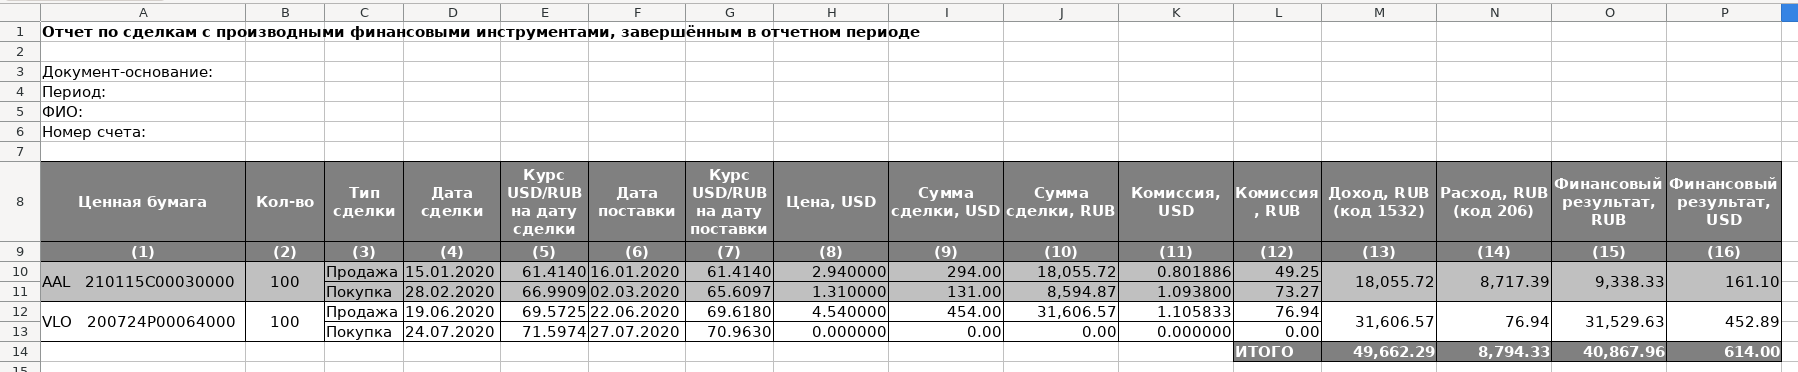 A B C D E F G H I J K L M N O P
1 Отчет по сделкам с производными финансовыми инструментами, завершённым в отчетном периоде
2
3 Документ-основание:
4 Период:
5 ФИО:
6 Номер счета:
7
8 Ценная бумага Кол-во Тип сделки Дата сделки Курс USD/RUB на дату сделки Дата поставки Курс USD/RUB на дату поставки Цена, USD Сумма сделки, USD Сумма сделки, RUB Комиссия, USD Комиссия , RUB Доход, RUB (код 1532) Расход, RUB (код 206) Финансовый результат, RUB Финансовый результат, USD
9 (1) (2) (3) (4) (5) (6) (7) (8) (9) (10) (11) (12) (13) (14) (15) (16)
10 Продажа 15.01.2020 61.4140 16.01.2020 61.4140 2.940000 294.00 18,055.72 0.801886 49.25
AAL 210115C00030000 100 18,055.72 8,717.39 9,338.33 161.10
11 Покупка 28.02.2020 66.9909 02.03.2020 65.6097 1.310000 131.00 8,594.87 1.093800 73.27
12 Продажа 19.06.2020 69.5725 22.06.2020 69.6180 4.540000 454.00 31,606.57 1.105833 76.94
VLO 200724P00064000 100 31,606.57 76.94 31,529.63 452.89
13 Покупка 24.07.2020 71.5974 27.07.2020 70.9630 0.000000 0.00 0.00 0.000000 0.00
14 ИТОГО 49,662.29 8,794.33 40,867.96 614.00
15